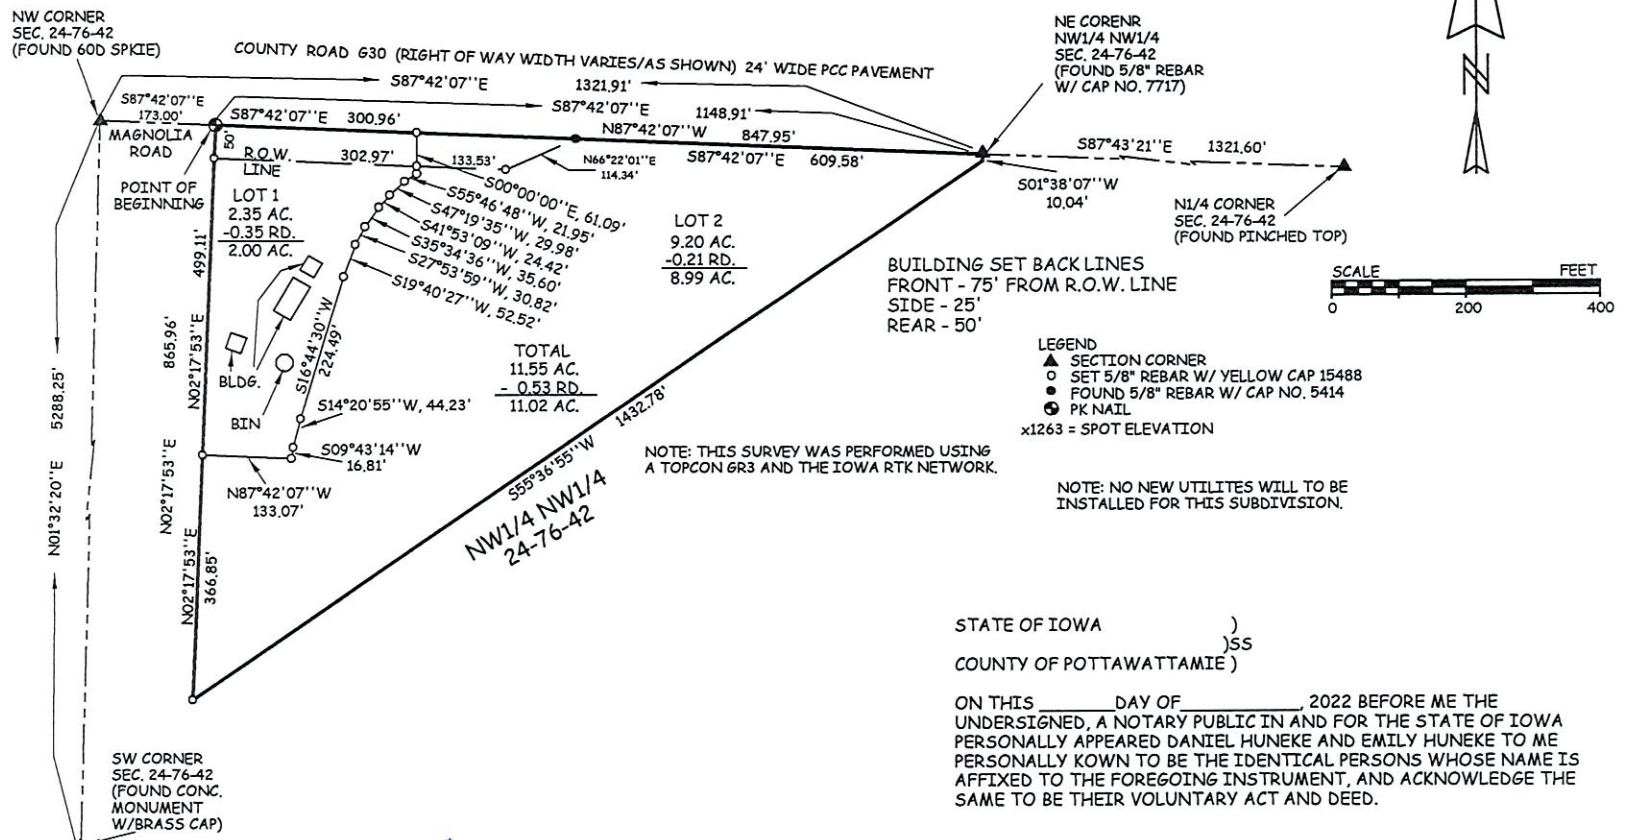 NW CORNER
SEC. 24-76-42
(FOUND 60D SPKIE)
COUNTY ROAD G30 (RIGHT OF WAY WIDTH VARIES/AS SHOWN) 24' WIDE PCC PAVEMENT
NE CORENR
NW1/4 NW1/4
SEC. 24-76-42
(FOUND 5/8" REBAR
W/ CAP NO. 7717)
N
S87°42'07''E 1321.91'
S87°42'07''E
173.00'
S87°42'07''E 1148.91'
S87°42'07''E 300.96'
N87°42'07''W 847.95'
S87°42'07''E 609.58'
S87°43'21''E 1321.60'
MAGNOLIA
ROAD
50'
R.O.W.
LINE
302.97'
133.53'
N66°22'01''E
114.34'
S01°38'07''W
10.04'
POINT OF
BEGINNING
N1/4 CORNER
SEC. 24-76-42
(FOUND PINCHED TOP)
LOT 1
2.35 AC.
-0.35 RD.
2.00 AC.
S00°00'00''E, 61.09'
S55°46'48''W, 21.95'
S47°19'35''W, 29.98'
S41°53'09''W, 24.42'
S35°34'36''W, 35.60'
S27°53'59''W, 30.82'
S19°40'27''W, 52.52'
LOT 2
9.20 AC.
-0.21 RD.
8.99 AC.
BUILDING SET BACK LINES
FRONT - 75' FROM R.O.W. LINE
SIDE - 25'
REAR - 50'
SCALE FEET
0 200 400
499.11'
865.96'
N02°17'53''E
S16°44'30''W
224.49'
BLDG.
BIN
TOTAL
11.55 AC.
- 0.53 RD.
11.02 AC.
LEGEND
SECTION CORNER
SET 5/8" REBAR W/ YELLOW CAP 15488
FOUND 5/8" REBAR W/ CAP NO. 5414
PK NAIL
x1263 = SPOT ELEVATION
5288.25'
N01°32'20''E
S14°20'55''W, 44.23'
S09°43'14''W
16.81'
N87°42'07''W
133.07'
N02°17'53''E
N02°17'53''E
366.85'
S55°36'55''W 1432.78'
NW1/4 NW1/4
24-76-42
NOTE: THIS SURVEY WAS PERFORMED USING
A TOPCON GR3 AND THE IOWA RTK NETWORK.
NOTE: NO NEW UTILITES WILL TO BE
INSTALLED FOR THIS SUBDIVISION.
STATE OF IOWA )
)SS
COUNTY OF POTTAWATTAMIE )
ON THIS _______DAY OF___________, 2022 BEFORE ME THE
UNDERSIGNED, A NOTARY PUBLIC IN AND FOR THE STATE OF IOWA
PERSONALLY APPEARED DANIEL HUNEKE AND EMILY HUNEKE TO ME
PERSONALLY KOWN TO BE THE IDENTICAL PERSONS WHOSE NAME IS
AFFIXED TO THE FOREGOING INSTRUMENT, AND ACKNOWLEDGE THE
SAME TO BE THEIR VOLUNTARY ACT AND DEED.
SW CORNER
SEC. 24-76-42
(FOUND CONC.
MONUMENT
W/BRASS CAP)